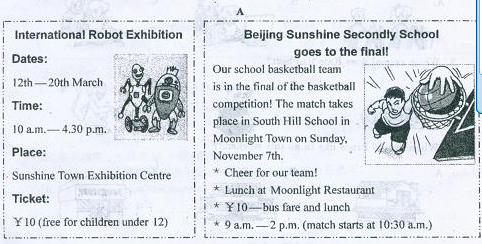 A
International Robot Exhibition
Dates:
12th—20th March
Time:
10 a.m.— 4.30 p.m.
Place:
Sunshine Town Exhibition Centre
Ticket:
¥10 (free for children under 12)
Beijing Sunshine Secondly School
goes to the final!
Our school basketball team
is in the final of the basketball
competition! The match takes
place in South Hill School in
Moonlight Town on Sunday,
November 7th.
* Cheer for our team!
* Lunch at Moonlight Restaurant
* ¥10—bus fare and lunch
* 9 a.m. —2 p.m. (match starts at 10:30 a.m.)